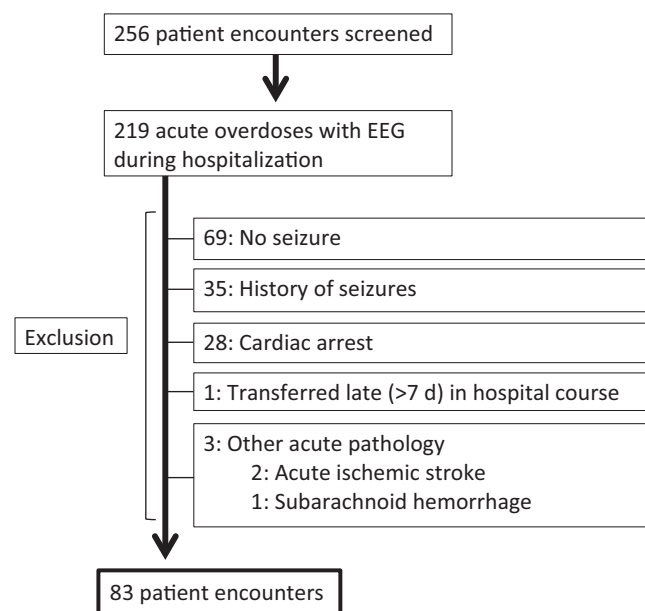 256 patient encounters screened
219 acute overdoses with EEG
during hospitalization
69: No seizure
35: History of seizures
Exclusion
28: Cardiac arrest
1: Transferred late (>7 d) in hospital course
3: Other acute pathology
2: Acute ischemic stroke
1: Subarachnoid hemorrhage
83 patient encounters